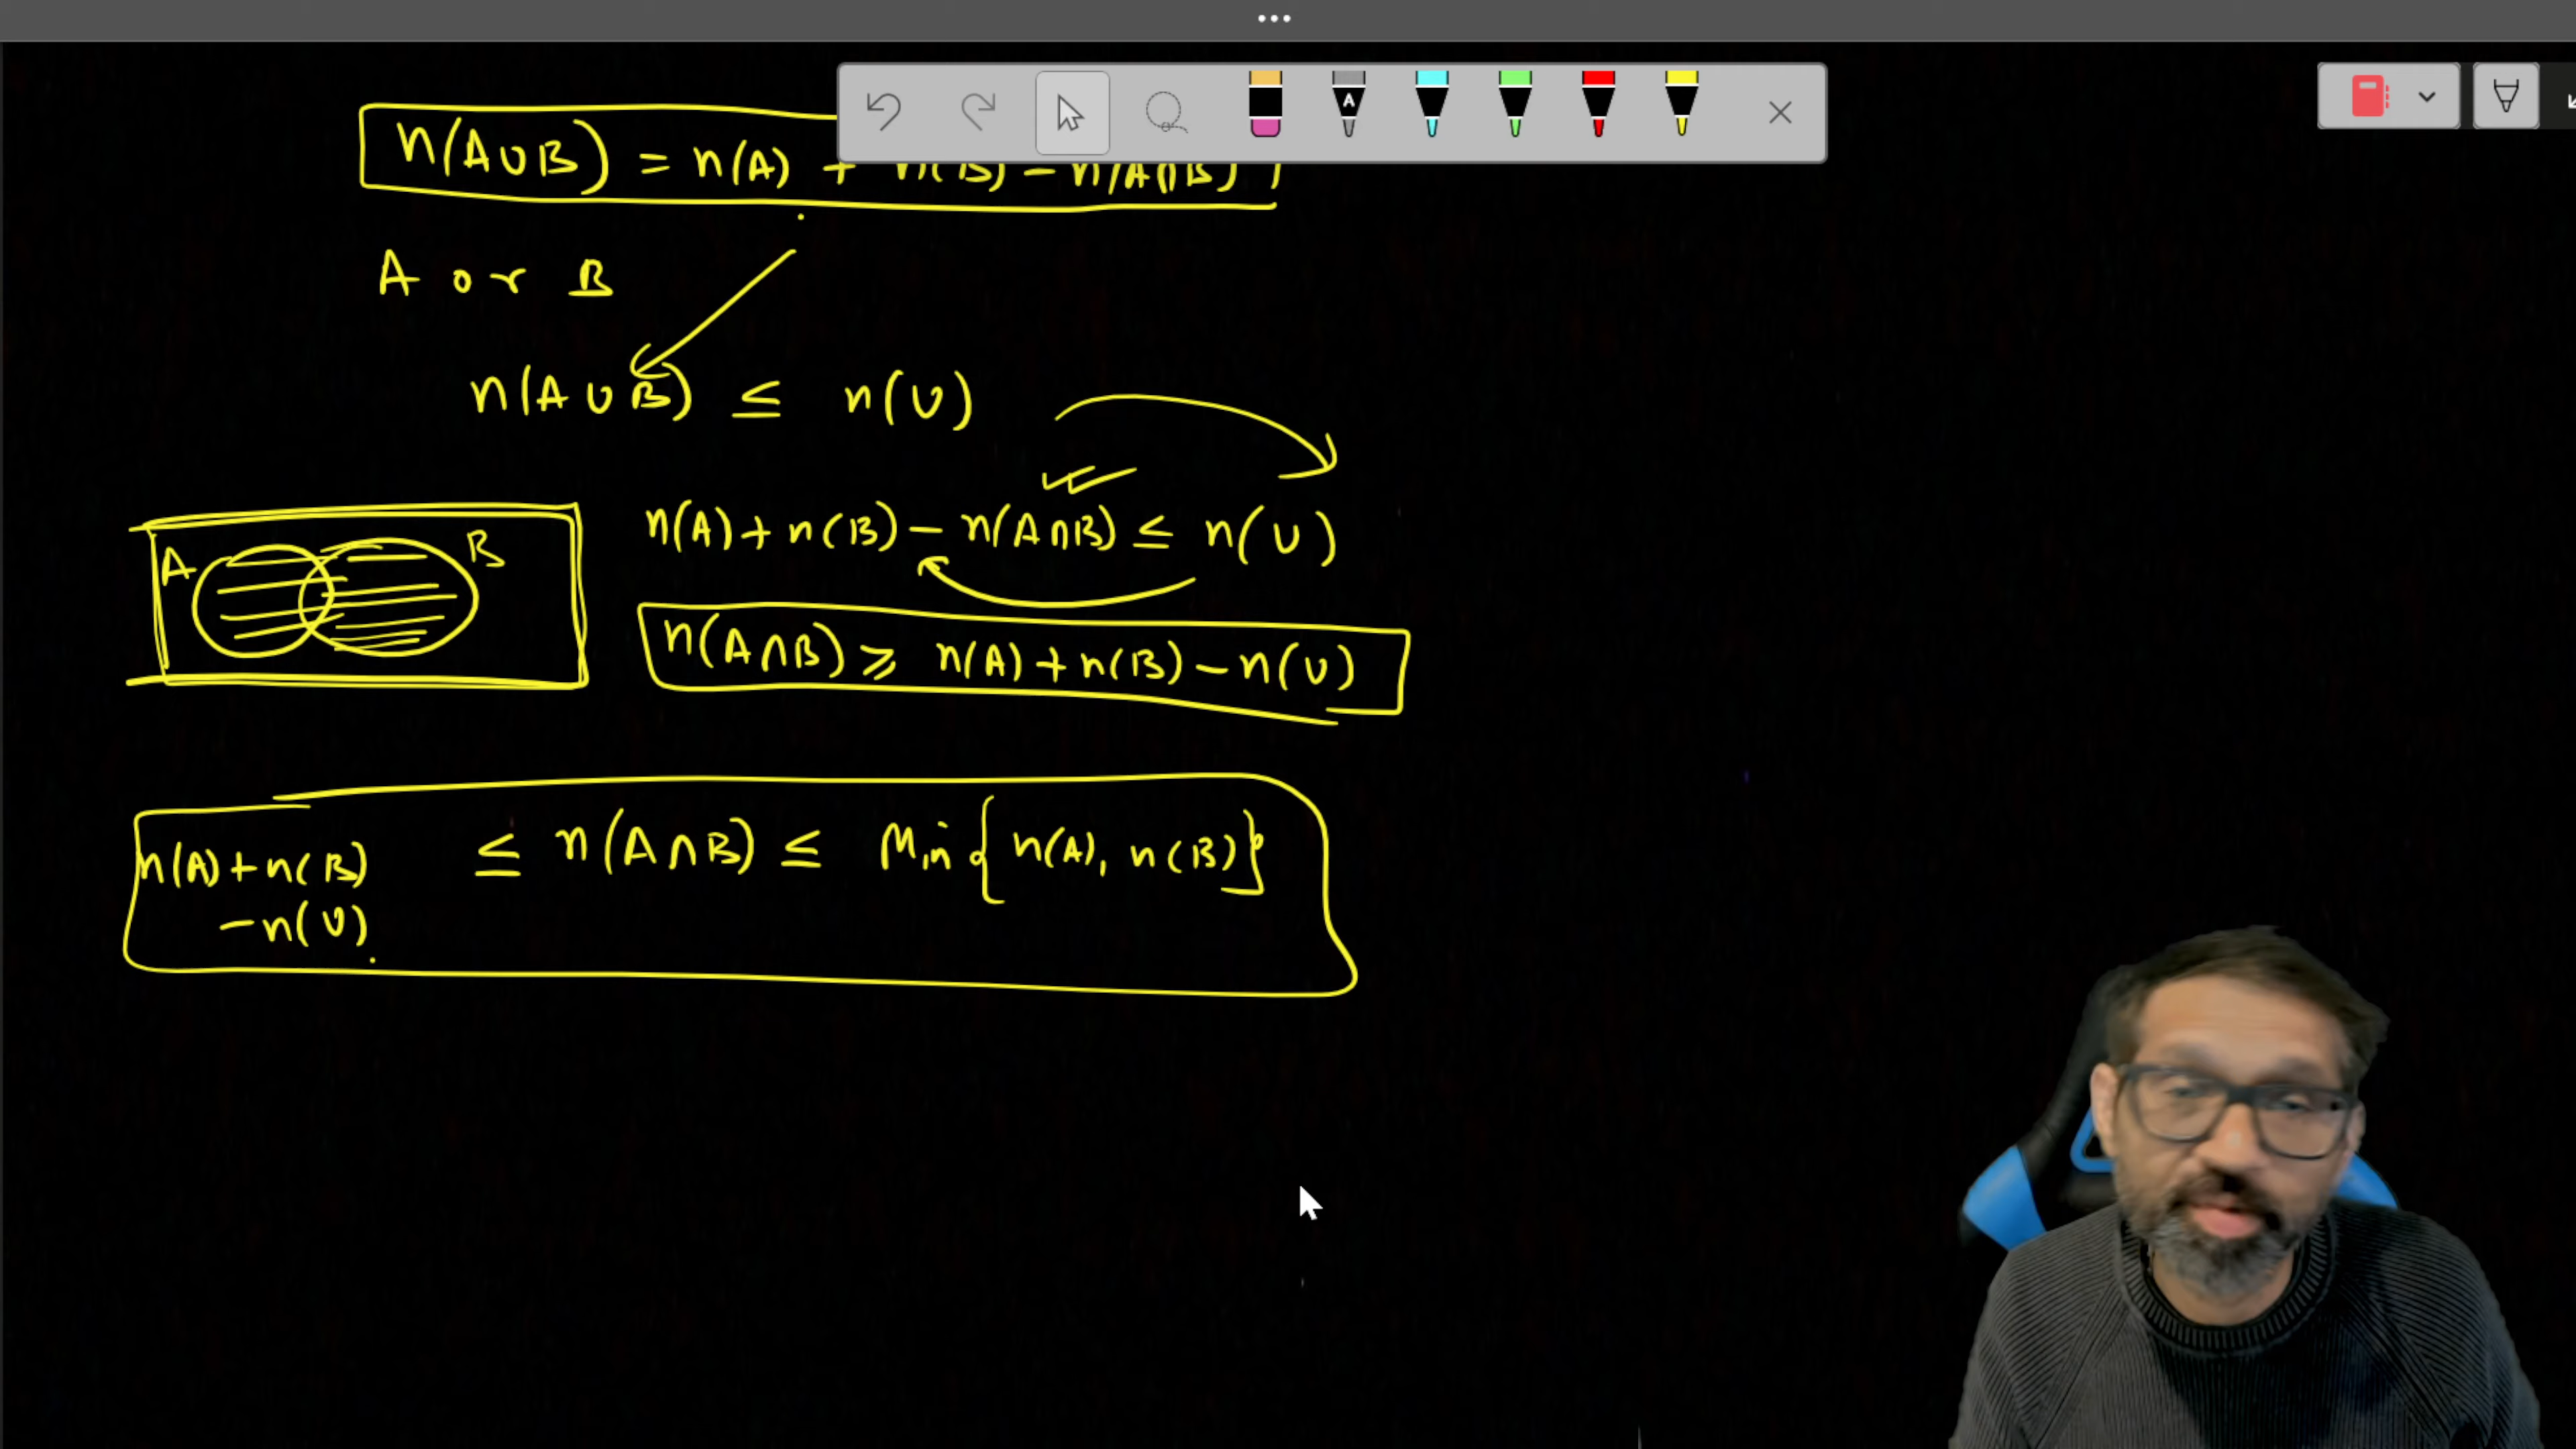 n(A∪B) = n(A) + n(B) - n(A∩B)
A or B
n(A∪B) ≤ n(U)
n(A)+n(B)-n(A∩B) ≤ n(U)
A
B
n(A∩B) ≥ n(A)+n(B)-n(U)
n(A)+n(B) ≤ n(A∩B) ≤ Min{n(A), n(B)}
-n(U)
A